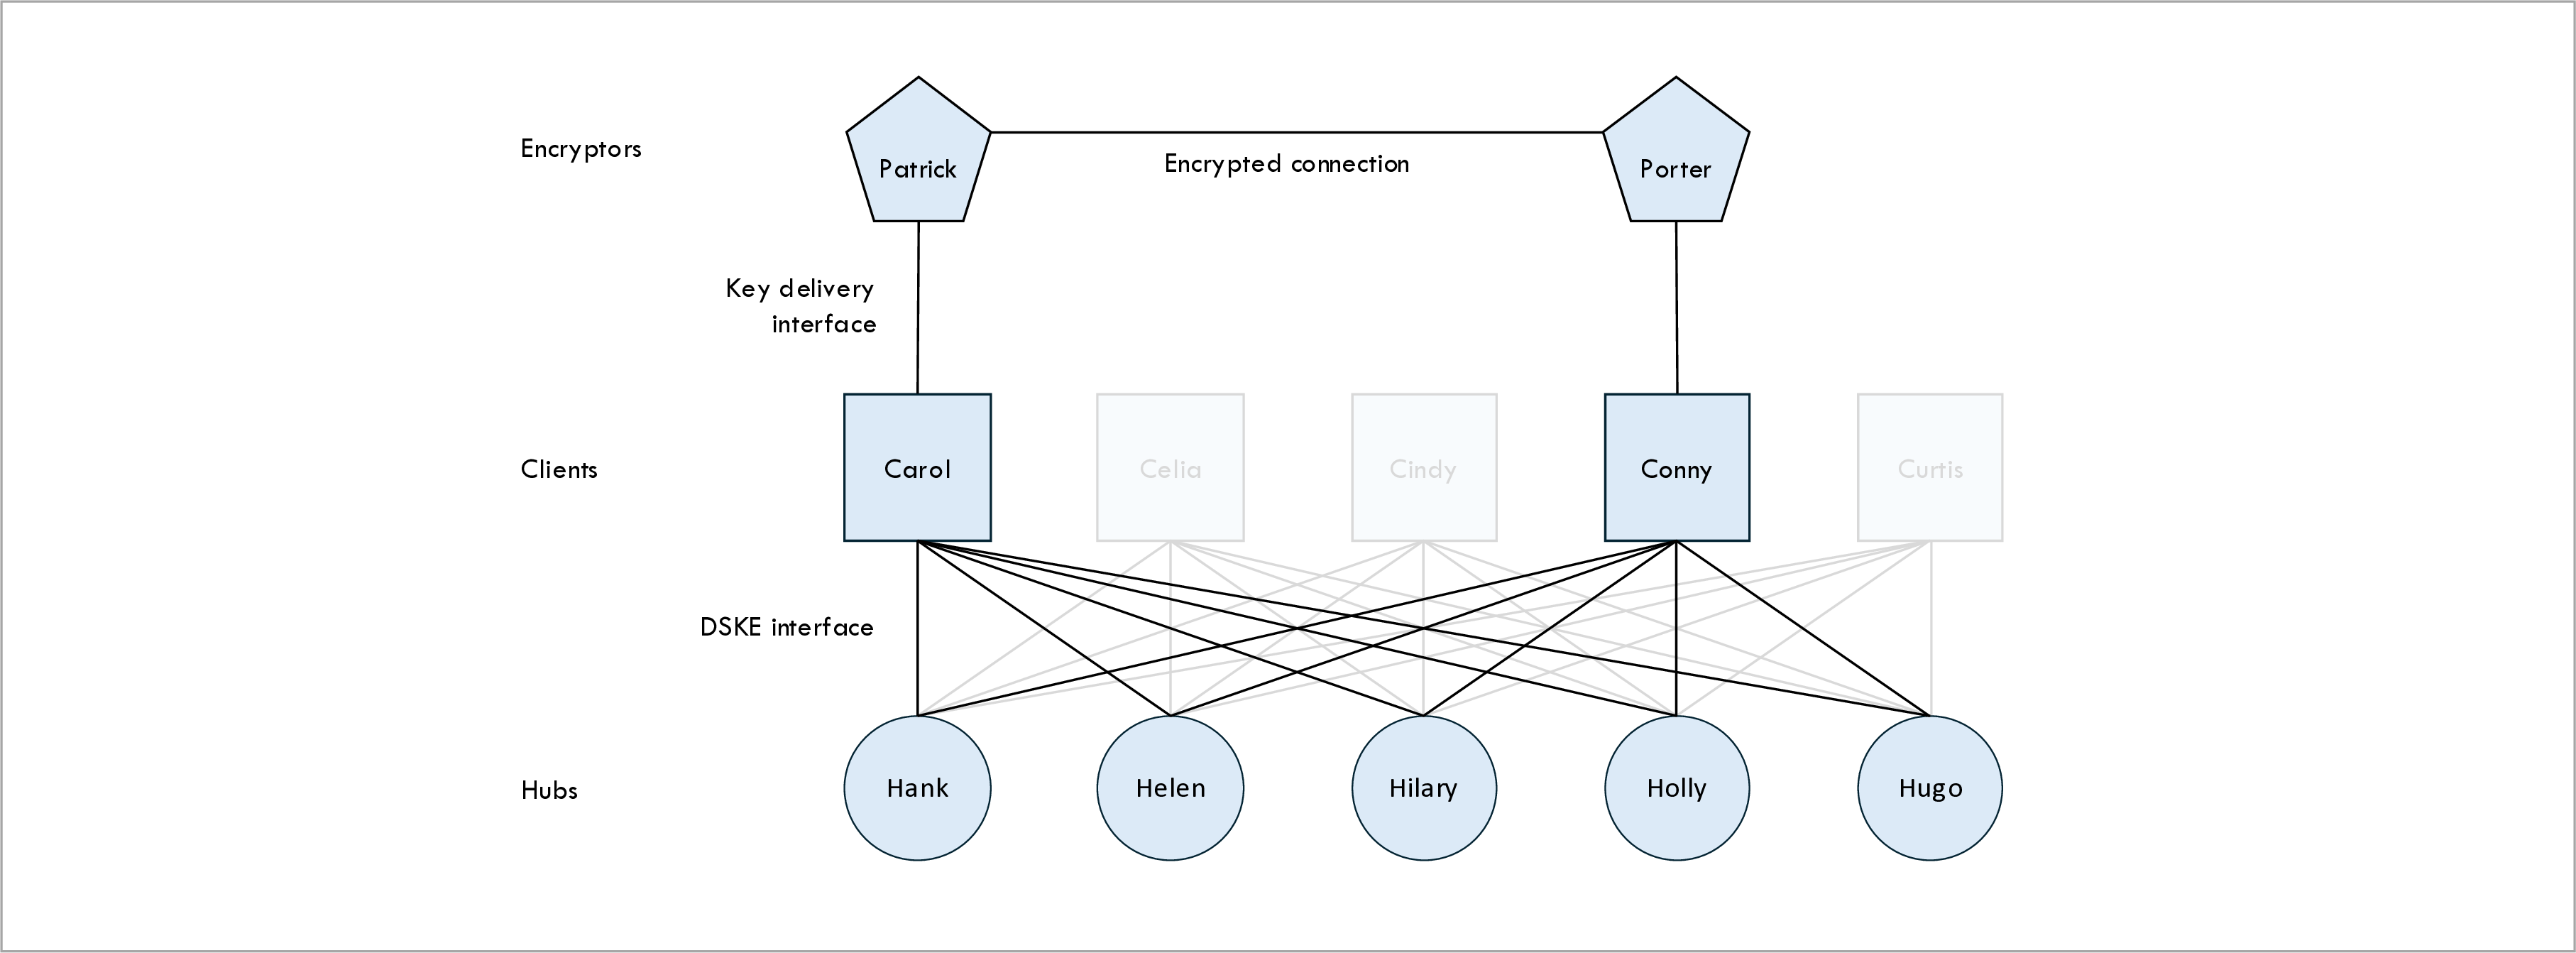 Encryptors
Patrick
Encrypted connection
Porter
Key delivery
interface
Clients
Carol
Celia
Cindy
Conny
Curtis
DSKE interface
Hubs
Hank
Helen
Hilary
Holly
Hugo